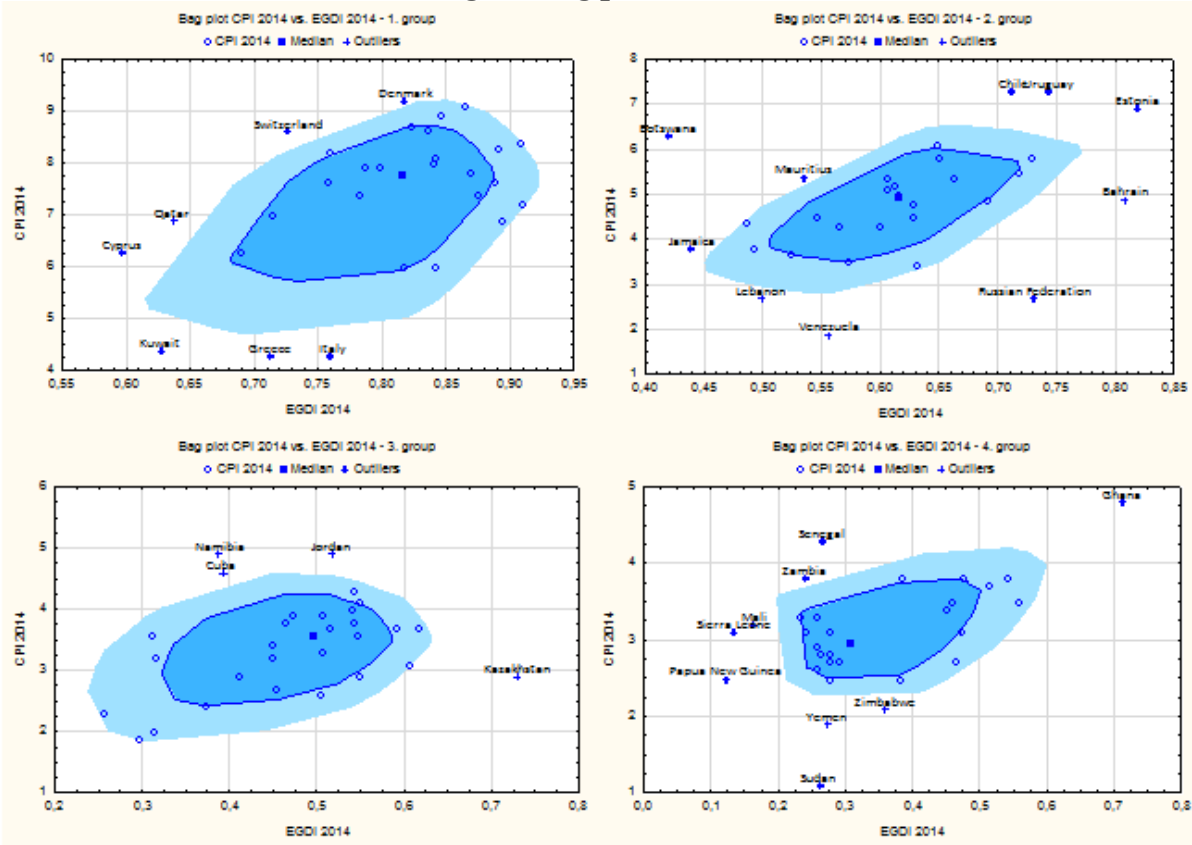 Bag plot CPI 2014 vs. EGDI 2014 - 1. group
CPI 2014 Median Outliers
10
9
8
7
6
5
4
CPI 2014
Denmark
Switzerland
Qatar
Cyprus
Kuwait
Greece
Italy
0,55 0,60 0,65 0,70 0,75 0,80 0,85 0,90 0,95
EGDI 2014
Bag plot CPI 2014 vs. EGDI 2014 - 2. group
CPI 2014 Median Outliers
8
7
6
5
4
3
2
1
CPI 2014
Chile Uruguay
Estonia
Botswana
Mauritius
Bahrain
Jamaica
Lebanon
Russian Federation
Venezuela
0,40 0,45 0,50 0,55 0,60 0,65 0,70 0,75 0,80 0,85
EGDI 2014
Bag plot CPI 2014 vs. EGDI 2014 - 3. group
CPI 2014 Median Outliers
6
5
4
3
2
1
CPI 2014
Namibia
Jordan
Cuba
Kazakhstan
0,2 0,3 0,4 0,5 0,6 0,7 0,8
EGDI 2014
Bag plot CPI 2014 vs. EGDI 2014 - 4. group
CPI 2014 Median Outliers
5
4
3
2
1
CPI 2014
Ghana
Senegal
Zambia
Mali
Sierra Leone
Papua New Guinea
Zimbabwe
Yemen
Sudan
0,0 0,1 0,2 0,3 0,4 0,5 0,6 0,7 0,8
EGDI 2014